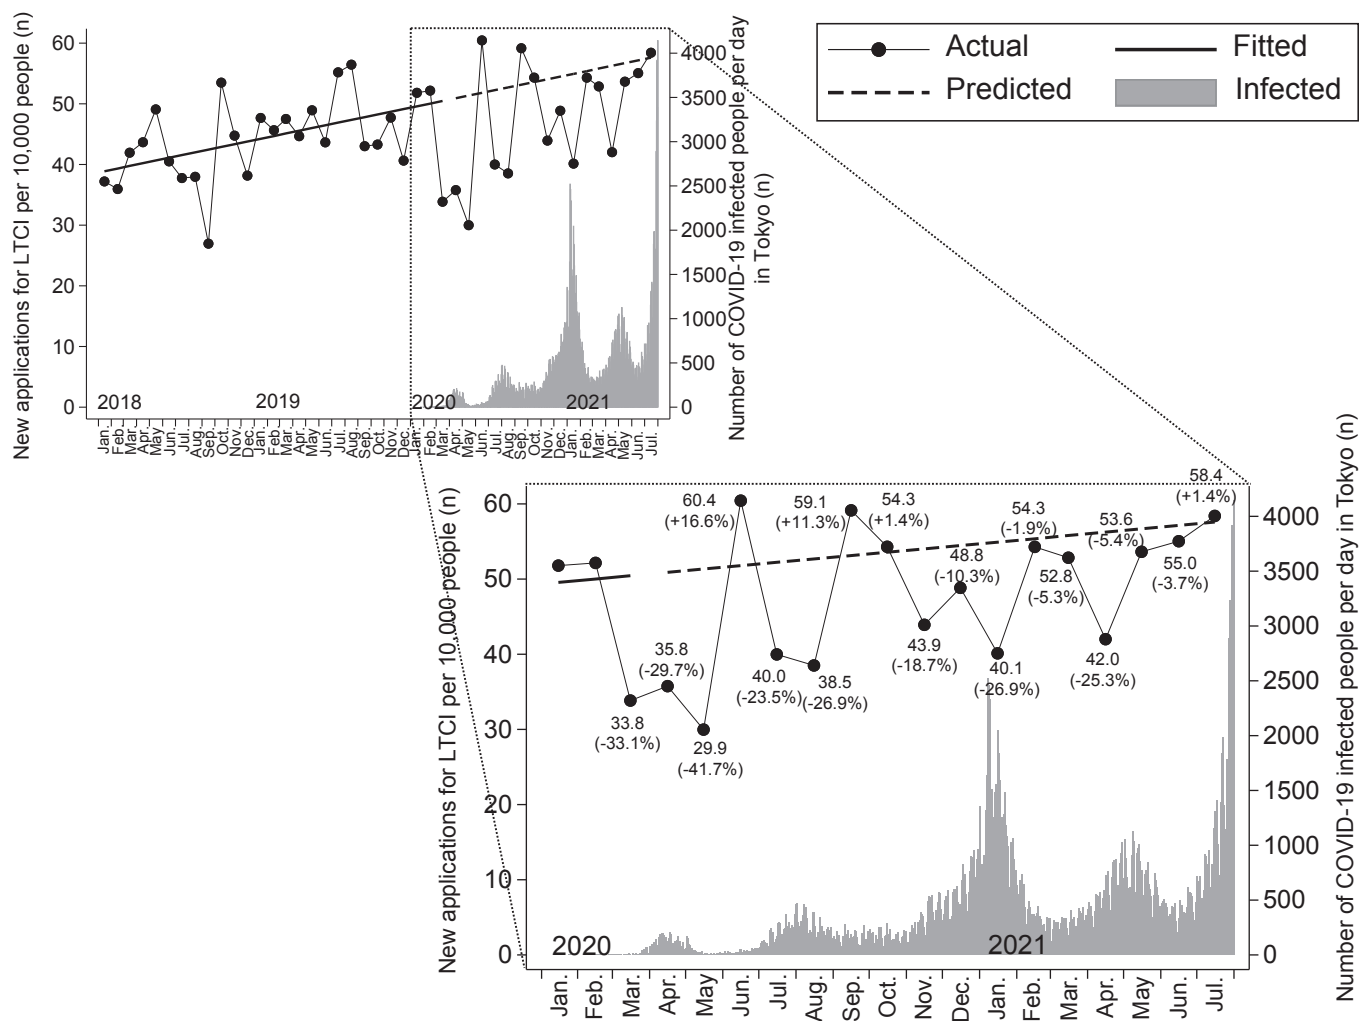 New applications for LTCI per 10,000 people (n)
60
50
40
30
20
10
0
2018
2019
2020
2021
Jan.
Feb.
Mar.
Apr.
May
Jun.
Jul.
Aug.
Sep.
Oct.
Nov.
Dec.
Jan.
Feb.
Mar.
Apr.
May
Jun.
Jul.
Aug.
Sep.
Oct.
Nov.
Dec.
Jan.
Feb.
Mar.
Apr.
May
Jun.
Jul.
Aug.
Sep.
Oct.
Nov.
Dec.
Jan.
Feb.
Mar.
Apr.
May
Jun.
Jul.
4000
3500
3000
2500
2000
1500
1000
500
0
Number of COVID-19 infected people per day
in Tokyo (n)
Actual
Fitted
Predicted
Infected
New applications for LTCI per 10,000 people (n)
60
50
40
30
20
10
0
33.8
(-33.1%)
35.8
(-29.7%)
29.9
(-41.7%)
60.4
(+16.6%)
40.0
(-23.5%)
38.5
(-26.9%)
59.1
(+11.3%)
54.3
(+1.4%)
43.9
(-18.7%)
48.8
(-10.3%)
40.1
(-26.9%)
54.3
(-1.9%)
52.8
(-5.3%)
42.0
(-25.3%)
53.6
(-5.4%)
55.0
(-3.7%)
58.4
(+1.4%)
2020
2021
Jan.
Feb.
Mar.
Apr.
May
Jun.
Jul.
Aug.
Sep.
Oct.
Nov.
Dec.
Jan.
Feb.
Mar.
Apr.
May
Jun.
Jul.
4000
3500
3000
2500
2000
1500
1000
500
0
Number of COVID-19 infected people per day in Tokyo (n)